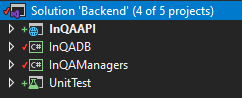 Solution 'Backend' (4 of 5 projects)
InQAAPI
C# InQADB
C# InQAManagers
UnitTest